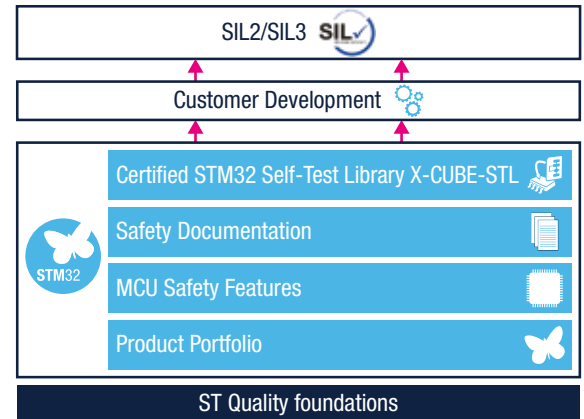 SIL2/SIL3 SIL
Customer Development
Certified STM32 Self-Test Library X-CUBE-STL
Safety Documentation
STM32
MCU Safety Features
Product Portfolio
ST Quality foundations